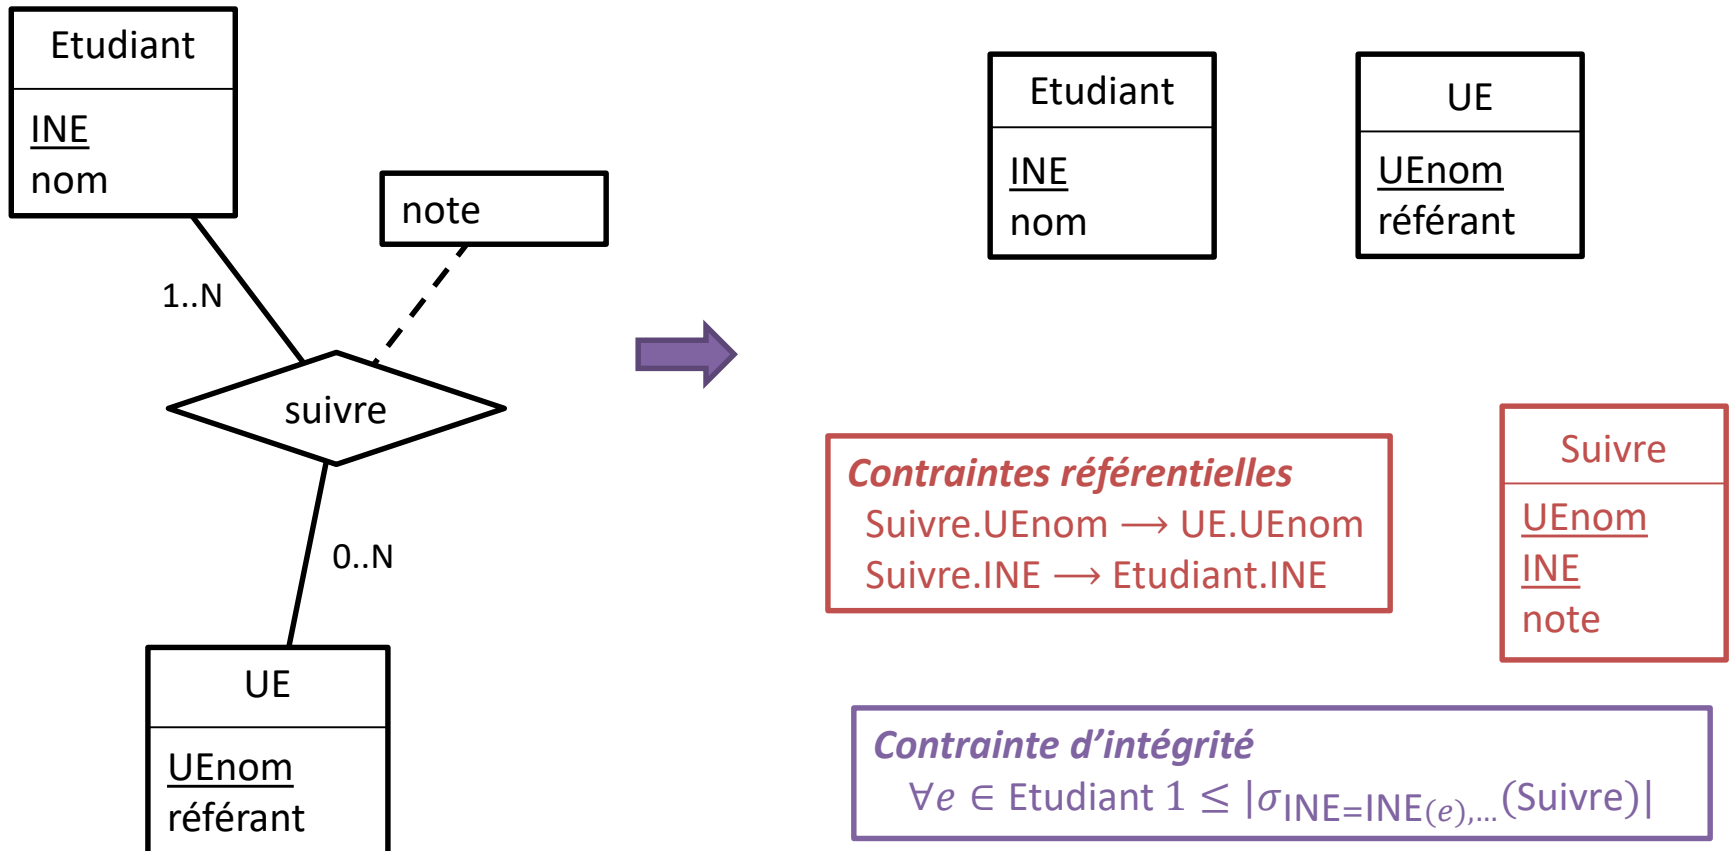 Etudiant
INE
nom
note
1..N
suivre
0..N
UE
UEnom
référant
Etudiant
INE
nom
UE
UEnom
référant
Contraintes référentielles
Suivre.UEnom ⟶ UE.UEnom
Suivre.INE ⟶ Etudiant.INE
Suivre
UEnom
INE
note
Contrainte d’intégrité
∀e ∈ Etudiant 1 ≤ |σINE=INE(e),…(Suivre)|